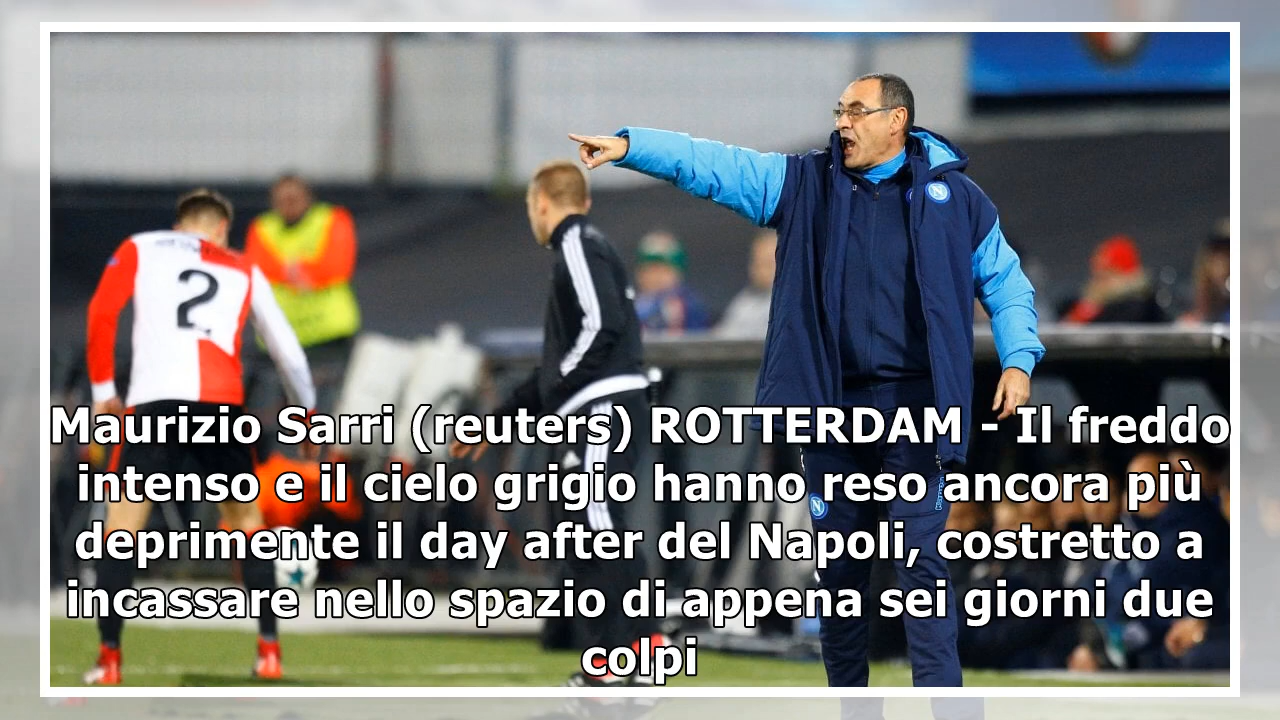 2
N
Maurizio Sarri (reuters) ROTTERDAM - Il freddo
intenso e il cielo grigio hanno reso ancora più
deprimente il day after del Napoli, costretto a
incassare nello spazio di appena sei giorni due
colpi
N